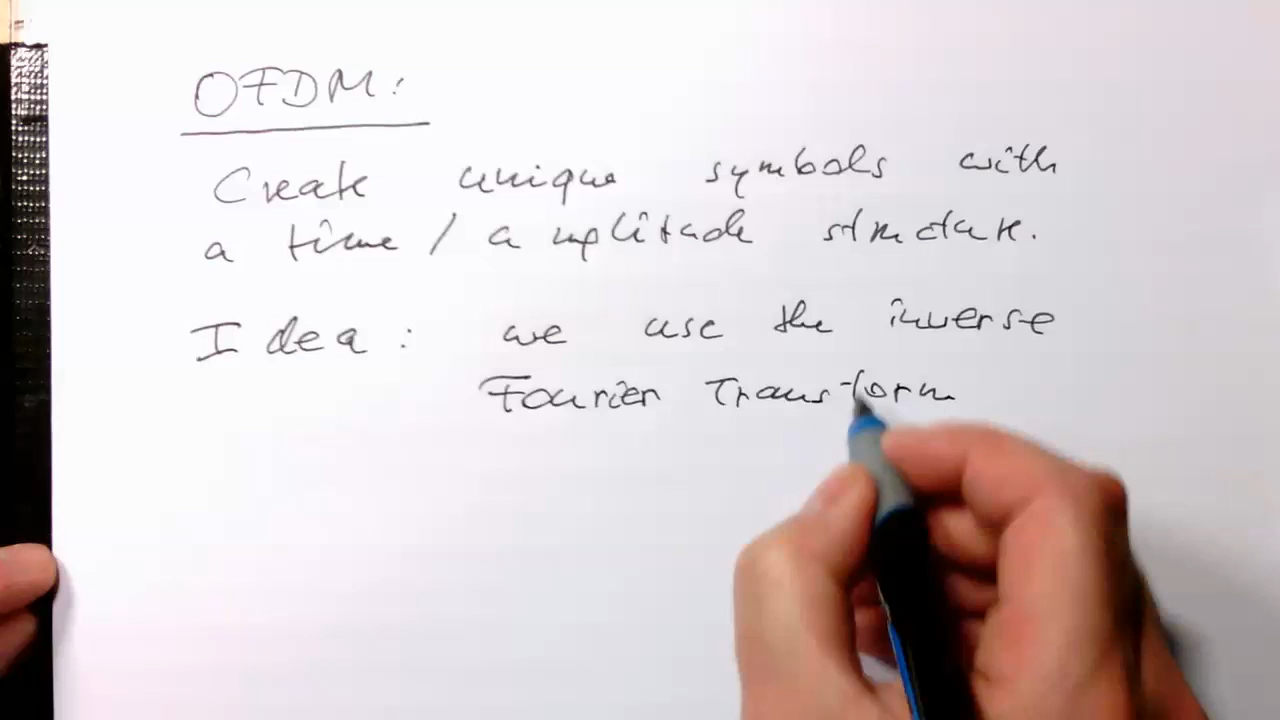 OFDM:
Create unique symbols with
a time / amplitude structure.
Idea: we use the inverse
Fourier Transform